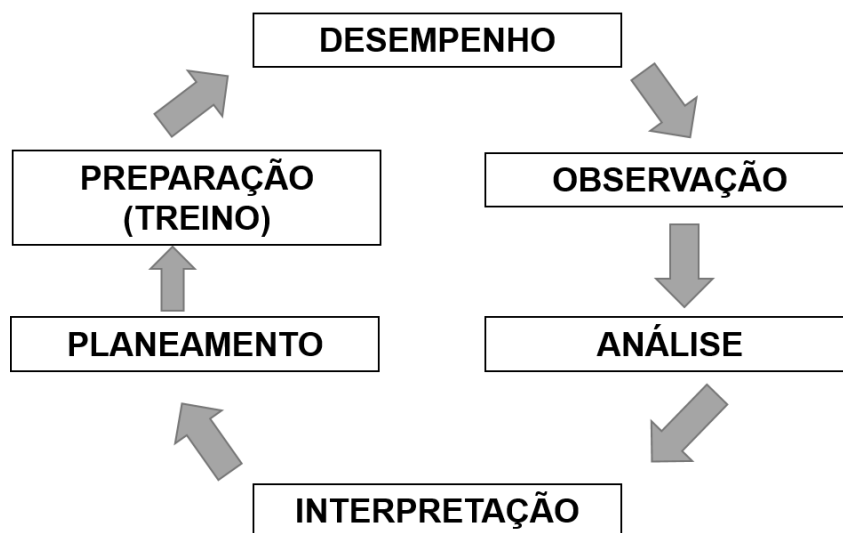 DESEMPENHO
OBSERVAÇÃO
ANÁLISE
INTERPRETAÇÃO
PLANEAMENTO
PREPARAÇÃO
(TREINO)